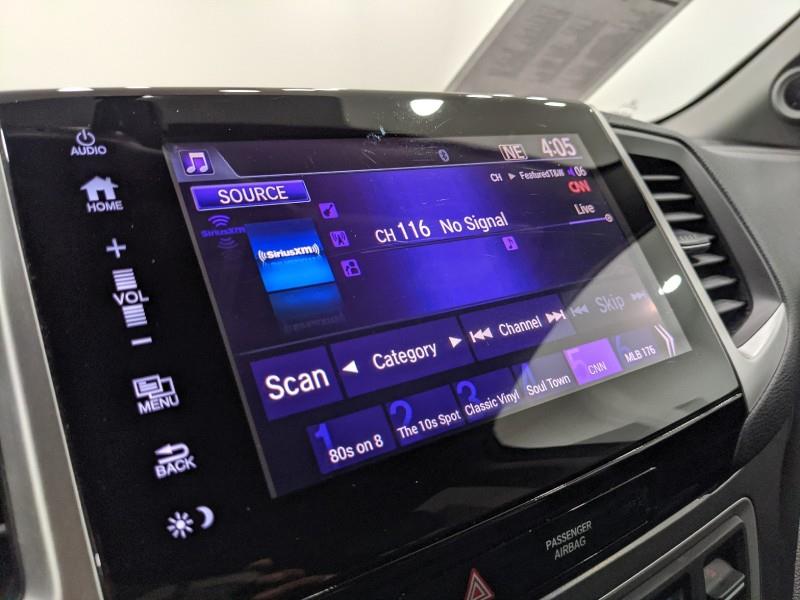 AUDIO
HOME
+
VOL
-
MENU
BACK
NE 4:05
CH ▶ Featured T&W 06
CNN
SOURCE
SiriusXM
((SiriusXM))
CH 116 No Signal
Live
Scan
◀ Category ▶
Channel
Skip
1 80s on 8
2 The 10s Spot
3 Classic Vinyl
4 Soul Town
5 CNN
6 MLB 176
PASSENGER
AIRBAG